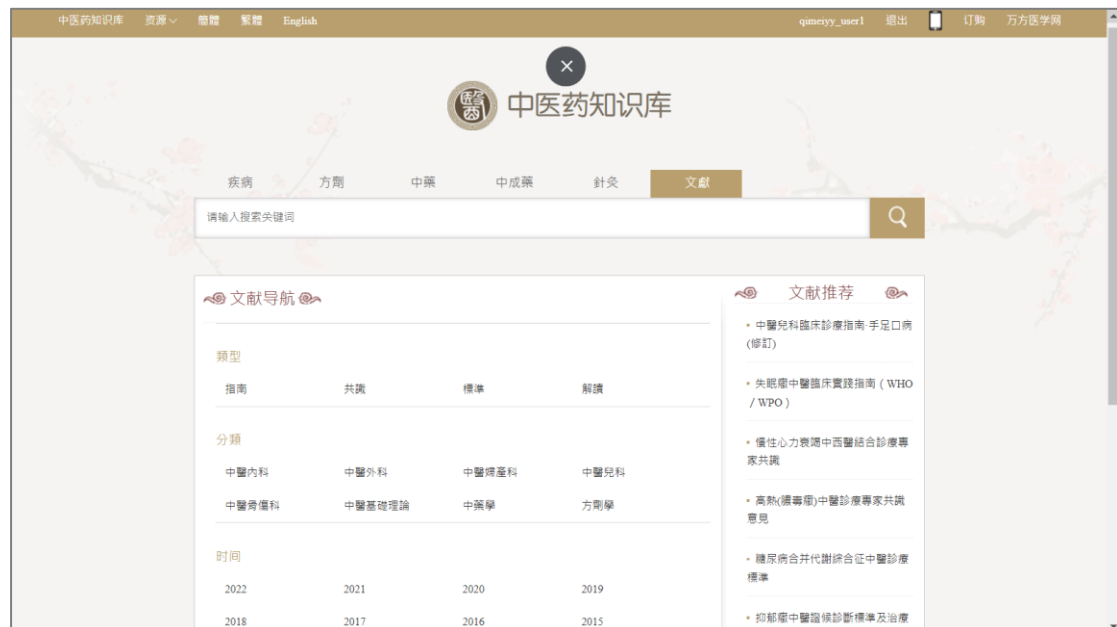 中医药知识库 资源 簡體 繁體 English qimeiyy_user1 退出 订购 万方医学网
醫 中医药知识库
疾病 方劑 中藥 中成藥 針灸 文獻
请输入搜索关键词
文献导航
類型
指南 共識 標準 解讀
分類
中醫內科 中醫外科 中醫婦產科 中醫兒科
中醫骨傷科 中醫基礎理論 中藥學 方劑學
时间
2022 2021 2020 2019
2018 2017 2016 2015
文献推荐
• 中醫兒科臨床診療指南·手足口病
(修訂)
• 失眠症中醫臨床實踐指南（WHO
/ WPO）
• 慢性心力衰竭中西醫結合診療專
家共識
• 高熱(膿毒症)中醫診療專家共識
意見
• 糖尿病合并代謝綜合征中醫診療
標準
• 抑郁症中醫證候診斷標準及治療